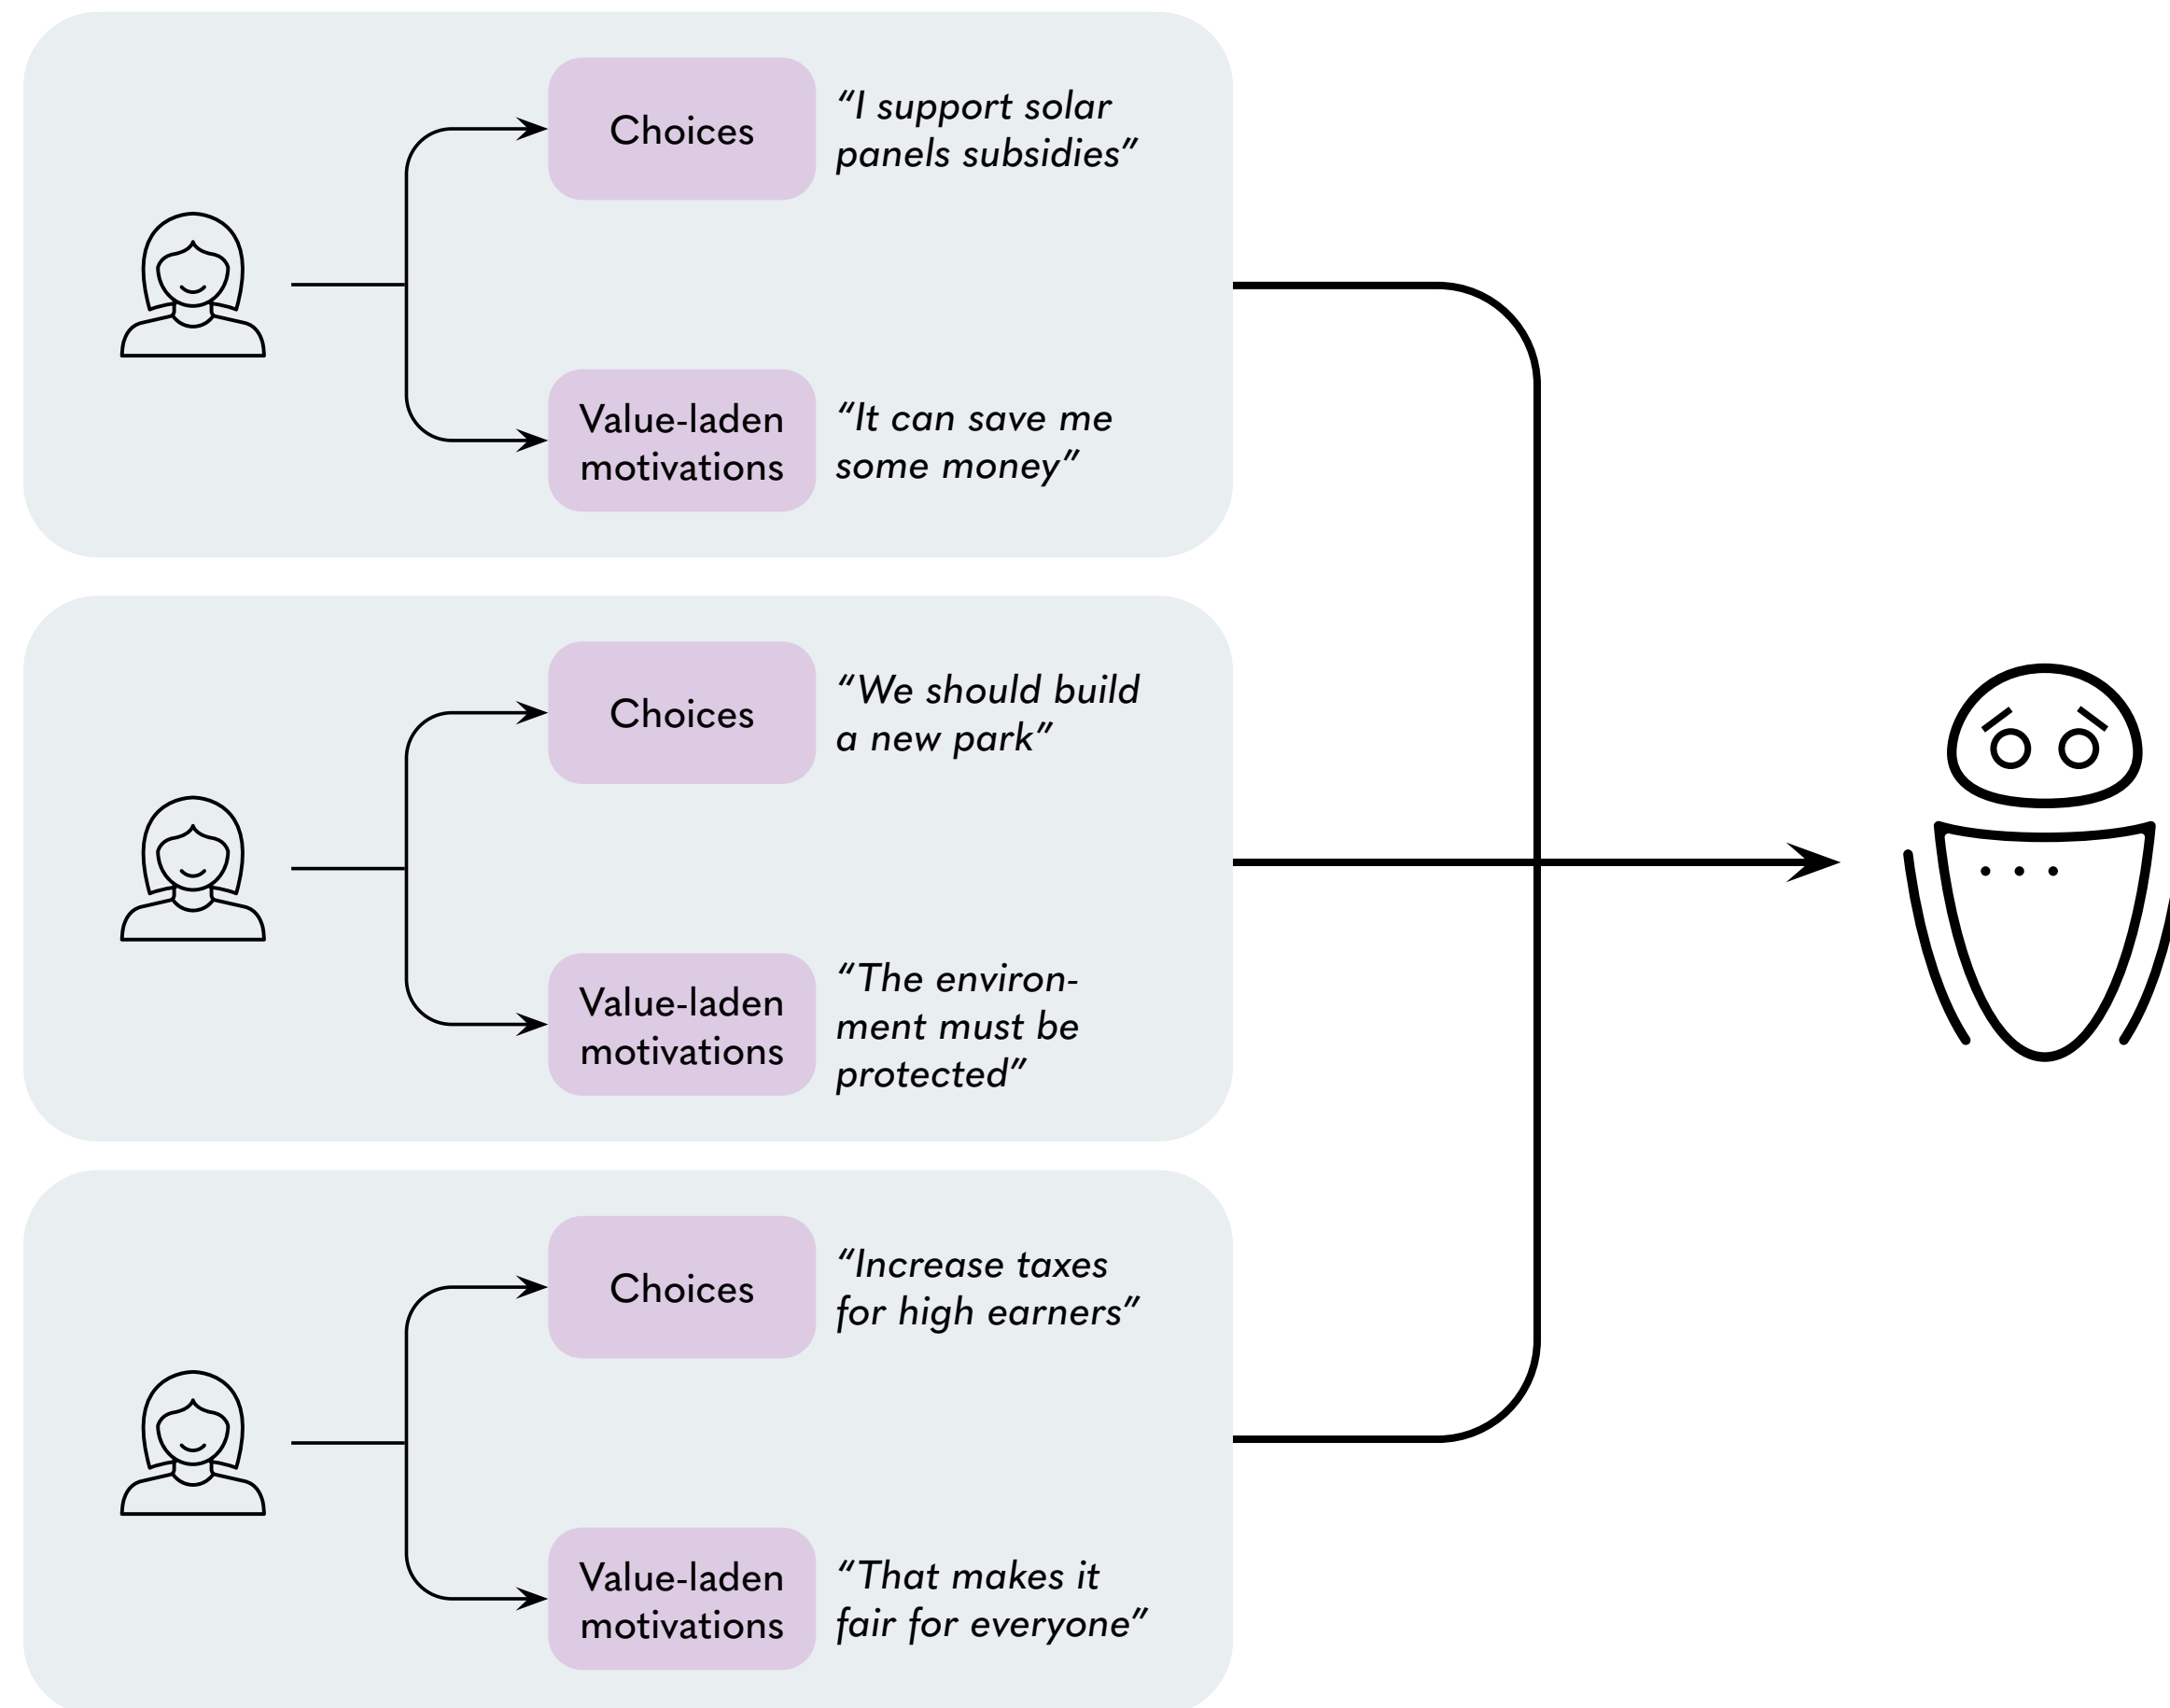 Choices
“I support solar
panels subsidies”
Value-laden
motivations
“It can save me
some money”
Choices
“We should build
a new park”
Value-laden
motivations
“The environ-
ment must be
protected”
Choices
“Increase taxes
for high earners”
Value-laden
motivations
“That makes it
fair for everyone”